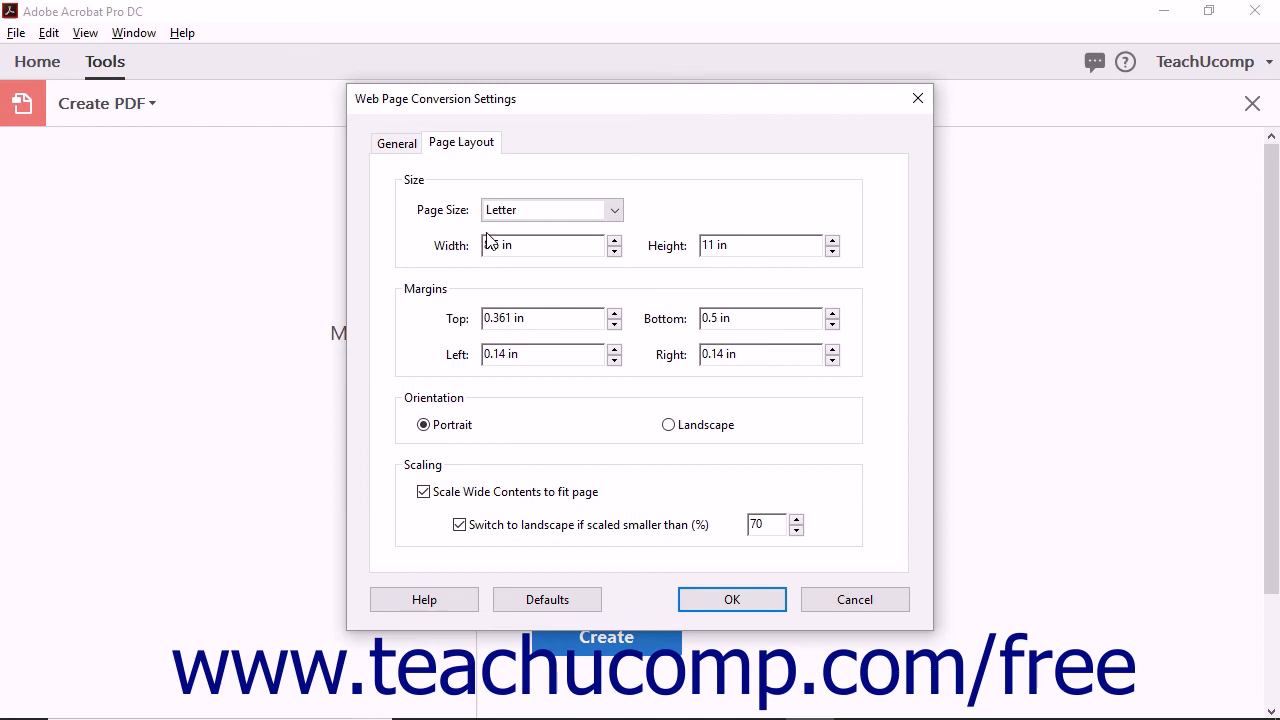 Adobe Acrobat Pro DC
File Edit View Window Help
Home Tools TeachUcomp
Create PDF
Web Page Conversion Settings
General Page Layout
Size
Page Size: Letter
Width: in Height: 11 in
Margins
Top: 0.361 in Bottom: 0.5 in
Left: 0.14 in Right: 0.14 in
Orientation
Portrait Landscape
Scaling
Scale Wide Contents to fit page
Switch to landscape if scaled smaller than (%) 70
Help Defaults OK Cancel
Create
www.teachucomp.com/free